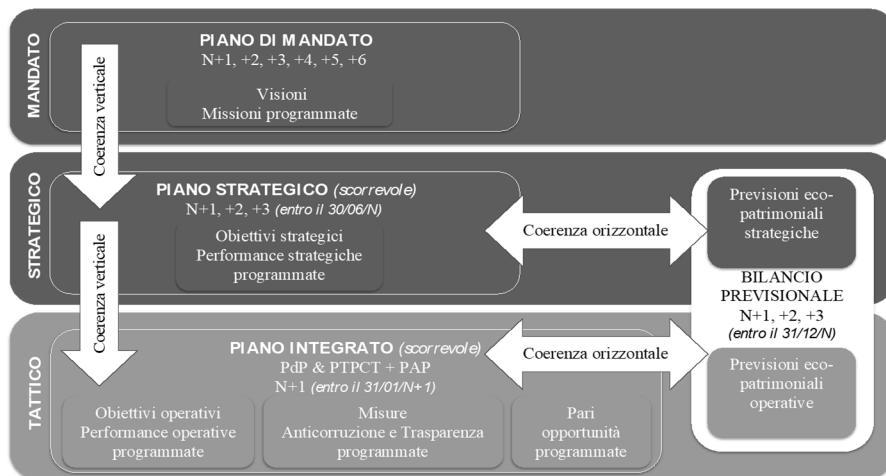 MANDATO
PIANO DI MANDATO
N+1, +2, +3, +4, +5, +6
Visioni
Missioni programmate
Coerenza verticale
STRATEGICO
PIANO STRATEGICO (scorrevole)
N+1, +2, +3 (entro il 30/06/N)
Obiettivi strategici
Performance strategiche
programmate
Coerenza orizzontale
Previsioni eco-
patrimoniali
strategiche
BILANCIO
PREVISIONALE
N+1, +2, +3
(entro il 31/12/N)
Coerenza verticale
TATTICO
PIANO INTEGRATO (scorrevole)
PdP & PTPCT + PAP
N+1 (entro il 31/01/N+1)
Obiettivi operativi
Performance operative
programmate
Misure
Anticorruzione e Trasparenza
programmate
Pari
opportunità
programmate
Coerenza orizzontale
Previsioni eco-
patrimoniali
operative